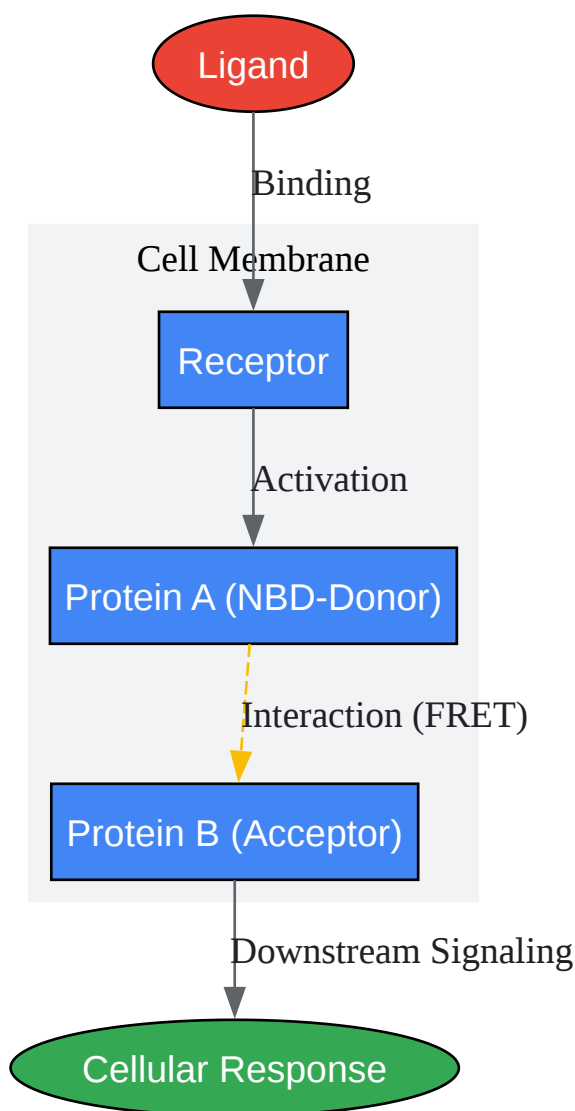 Ligand
Binding
Cell Membrane
Receptor
Activation
Protein A (NBD-Donor)
Interaction (FRET)
Protein B (Acceptor)
Downstream Signaling
Cellular Response